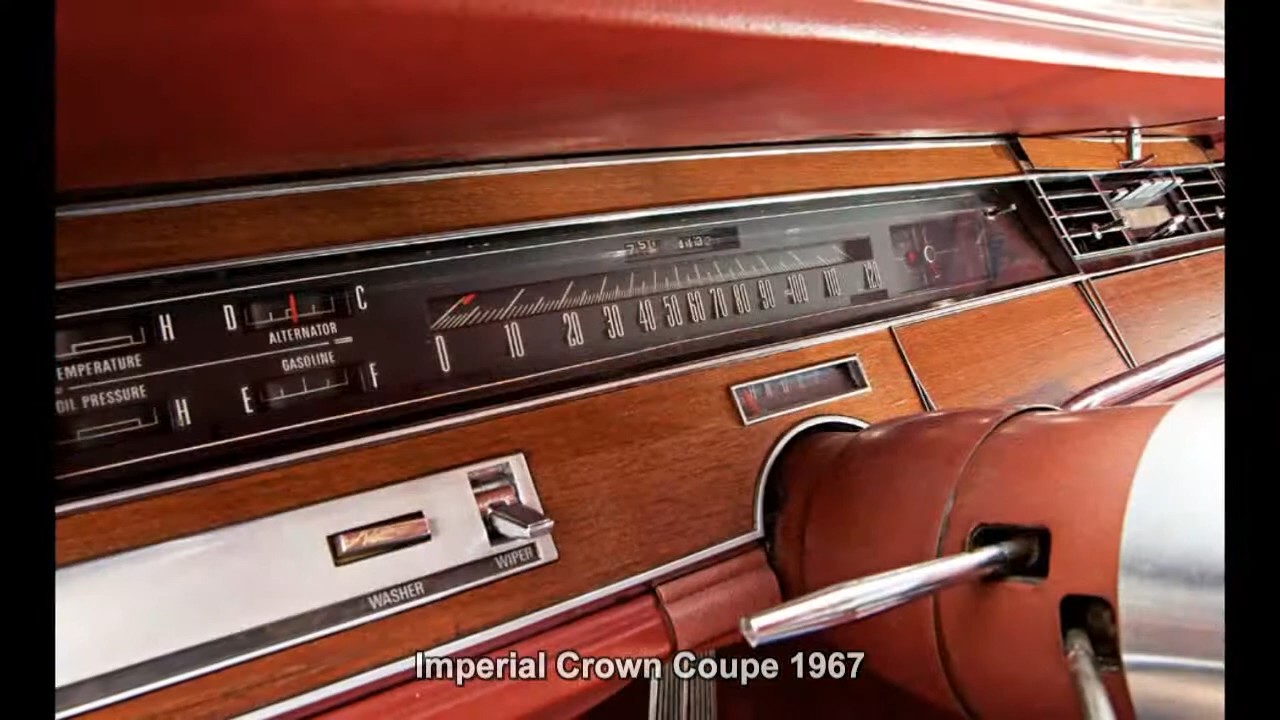 H
D
C
ALTERNATOR
EMPERATURE
GASOLINE
OIL PRESSURE
H
E
F
0 10 20 30 40 50 60 70 80 90 100 110 120
WASHER
WIPER
Imperial Crown Coupe 1967